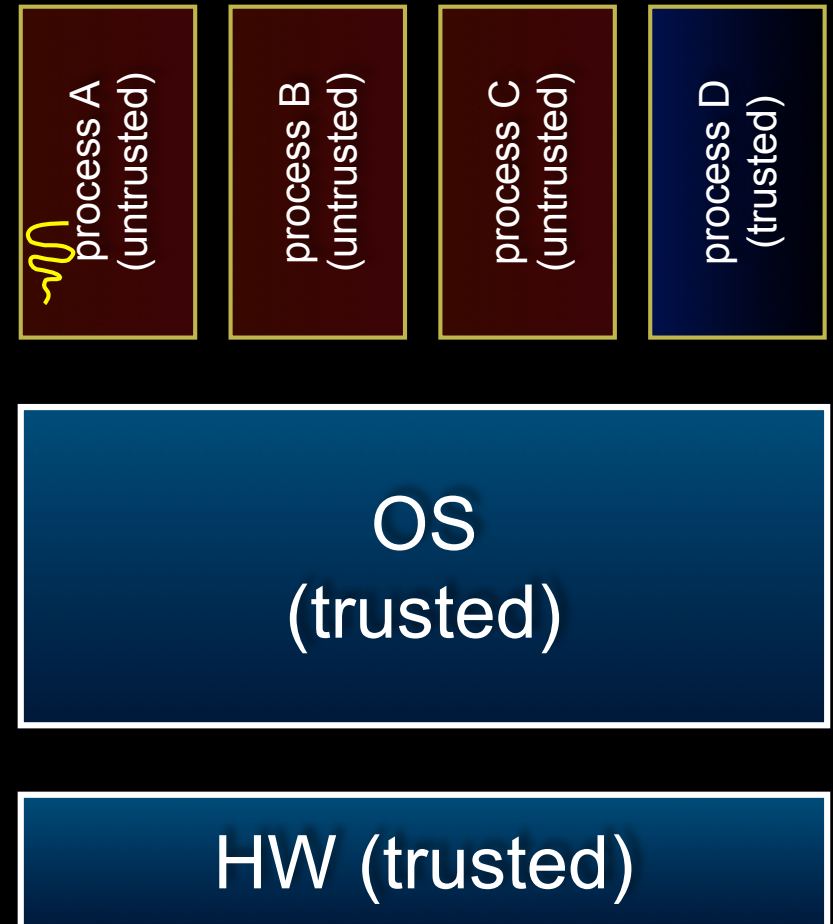 process A
(untrusted)
process B
(untrusted)
process C
(untrusted)
process D
(trusted)
OS
(trusted)
HW (trusted)